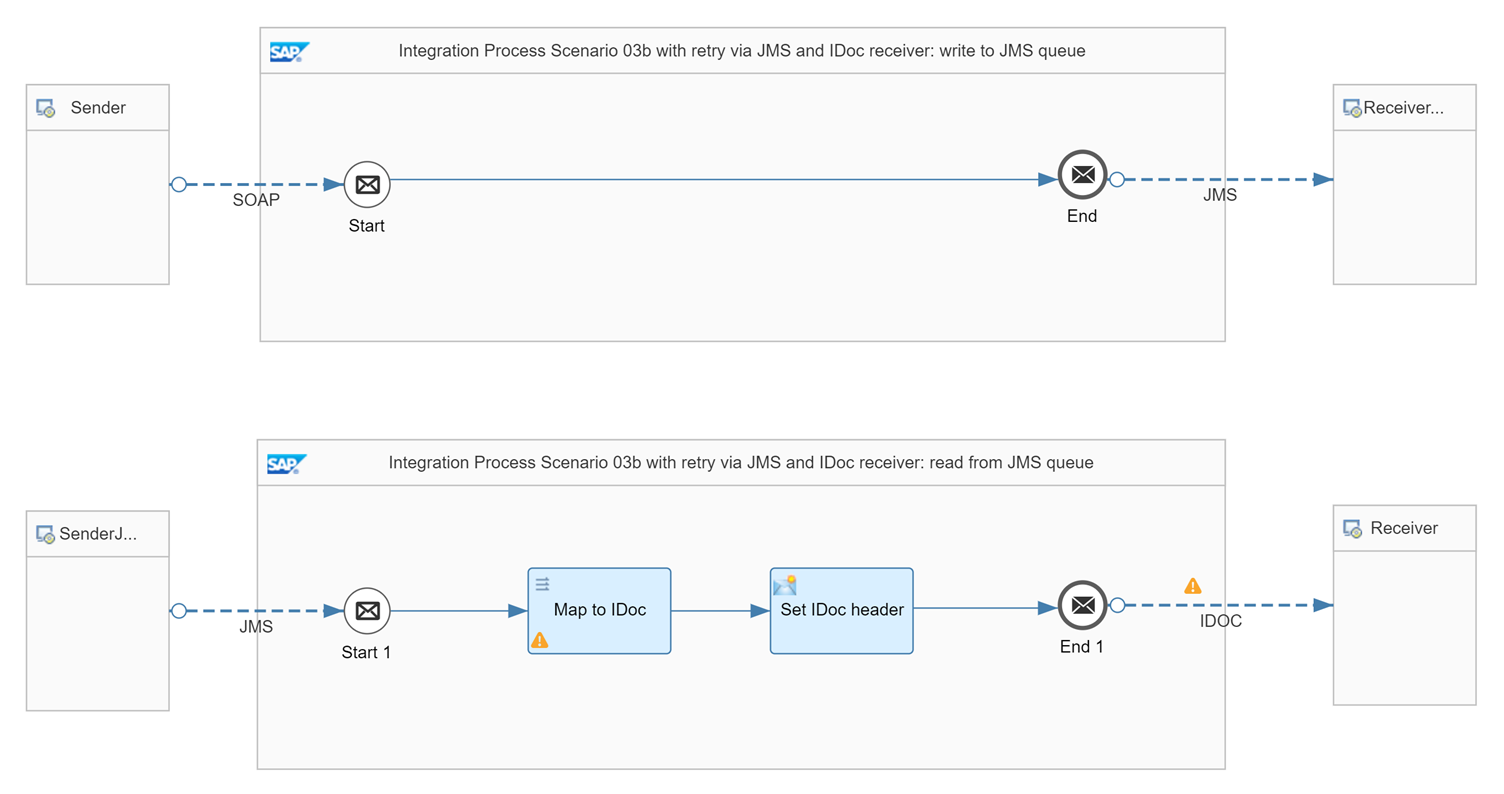 SAP Integration Process Scenario 03b with retry via JMS and IDoc receiver: write to JMS queue
Sender
Receiver...
SOAP
Start
End
JMS
SAP Integration Process Scenario 03b with retry via JMS and IDoc receiver: read from JMS queue
SenderJ...
Receiver
JMS
Start 1
Map to IDoc
Set IDoc header
End 1
IDOC